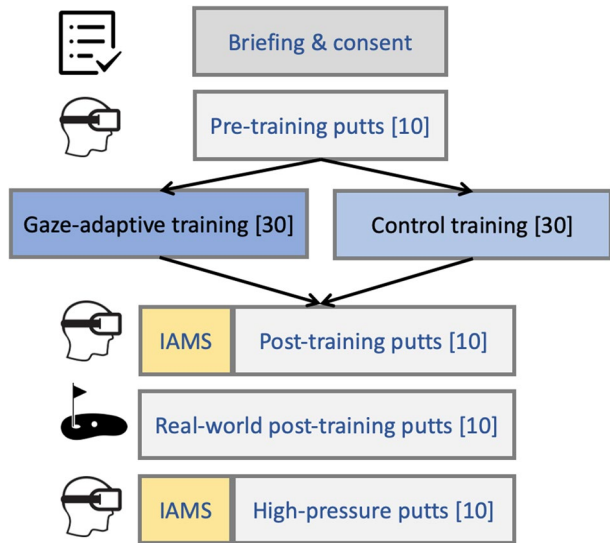 Briefing & consent
Pre-training putts [10]
Gaze-adaptive training [30]
Control training [30]
IAMS Post-training putts [10]
Real-world post-training putts [10]
IAMS High-pressure putts [10]